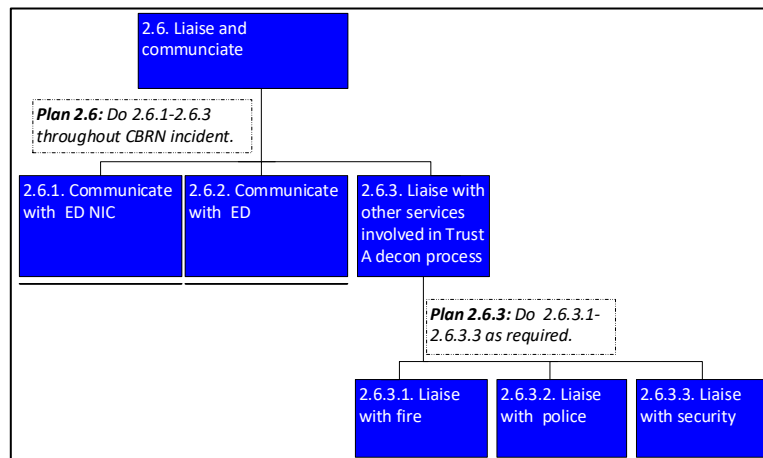 2.6. Liaise and
communciate
Plan 2.6: Do 2.6.1-2.6.3
throughout CBRN incident.
2.6.1. Communicate
with ED NIC
2.6.2. Communicate
with ED
2.6.3. Liaise with
other services
involved in Trust
A decon process
Plan 2.6.3: Do 2.6.3.1-
2.6.3.3 as required.
2.6.3.1. Liaise
with fire
2.6.3.2. Liaise
with police
2.6.3.3. Liaise
with security